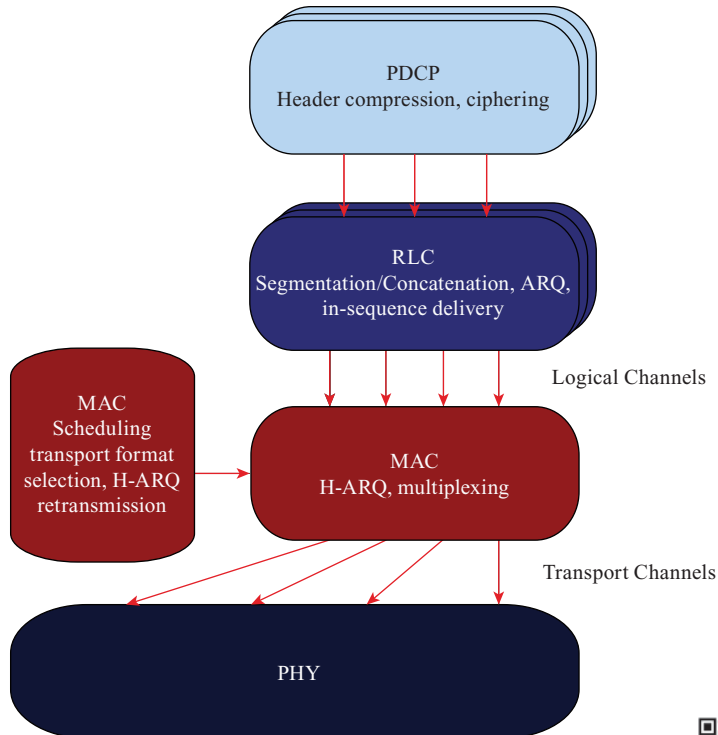 PDCP
Header compression, ciphering
RLC
Segmentation/Concatenation, ARQ,
in-sequence delivery
Logical Channels
MAC
Scheduling
transport format
selection, H-ARQ
retransmission
MAC
H-ARQ, multiplexing
Transport Channels
PHY